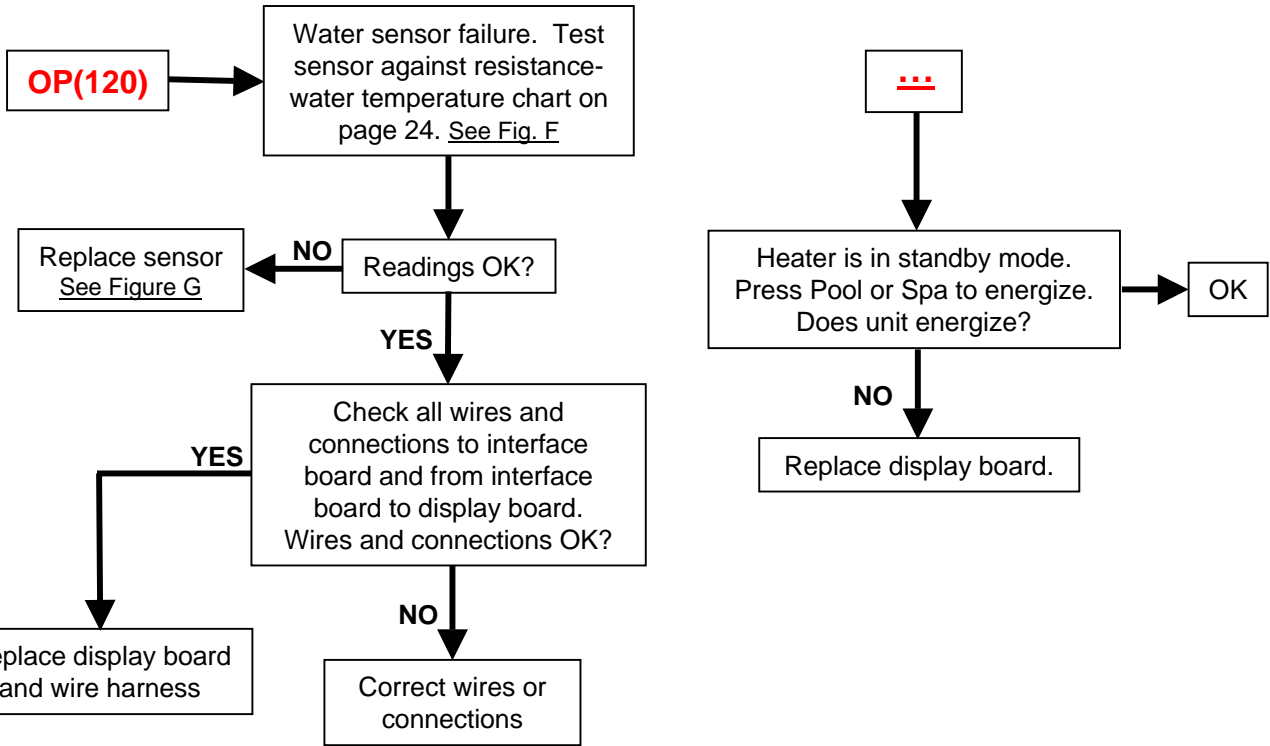 OP(120)
Water sensor failure. Test
sensor against resistance-
water temperature chart on
page 24. See Fig. F
Replace sensor
See Figure G
NO
Readings OK?
YES
Check all wires and
connections to interface
board and from interface
board to display board.
Wires and connections OK?
YES
NO
eplace display board
and wire harness
Correct wires or
connections
...
Heater is in standby mode.
Press Pool or Spa to energize.
Does unit energize?
OK
NO
Replace display board.